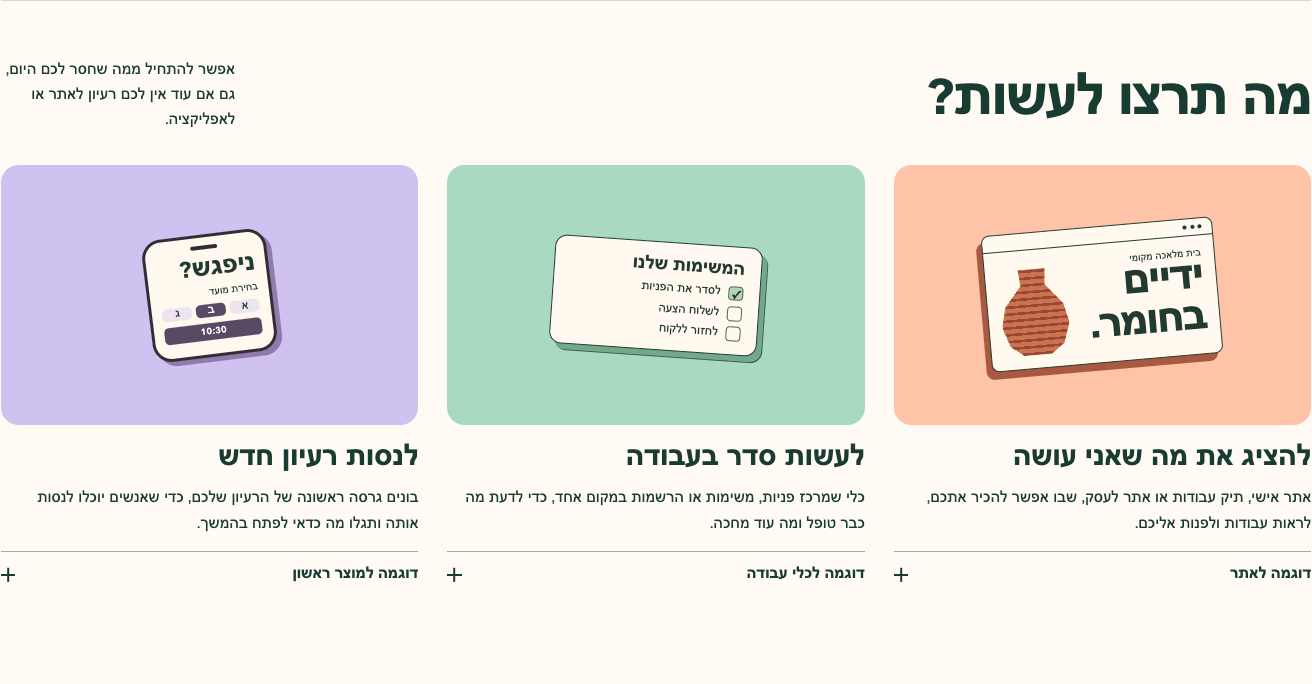 מה תרצו לעשות?
אפשר להתחיל ממה שחסר לכם היום,
גם אם עוד אין לכם רעיון לאתר או
לאפליקציה.
בית מלאכה מקומי
ידיים
בחומר.
להציג את מה שאני עושה
אתר אישי, תיק עבודות או אתר לעסק, שבו אפשר להכיר אתכם,
לראות עבודות ולפנות אליכם.
דוגמה לאתר
המשימות שלנו
לסדר את הפניות
לשלוח הצעה
לחזור ללקוח
לעשות סדר בעבודה
כלי שמרכז פניות, משימות או הרשמות במקום אחד, כדי לדעת מה
כבר טופל ומה עוד מחכה.
דוגמה לכלי עבודה
ניפגש?
בחירת מועד
א ב ג
10:30
לנסות רעיון חדש
בונים גרסה ראשונה של הרעיון שלכם, כדי שאנשים יוכלו לנסות
אותה ותגלו מה כדאי לפתח בהמשך.
דוגמה למוצר ראשון